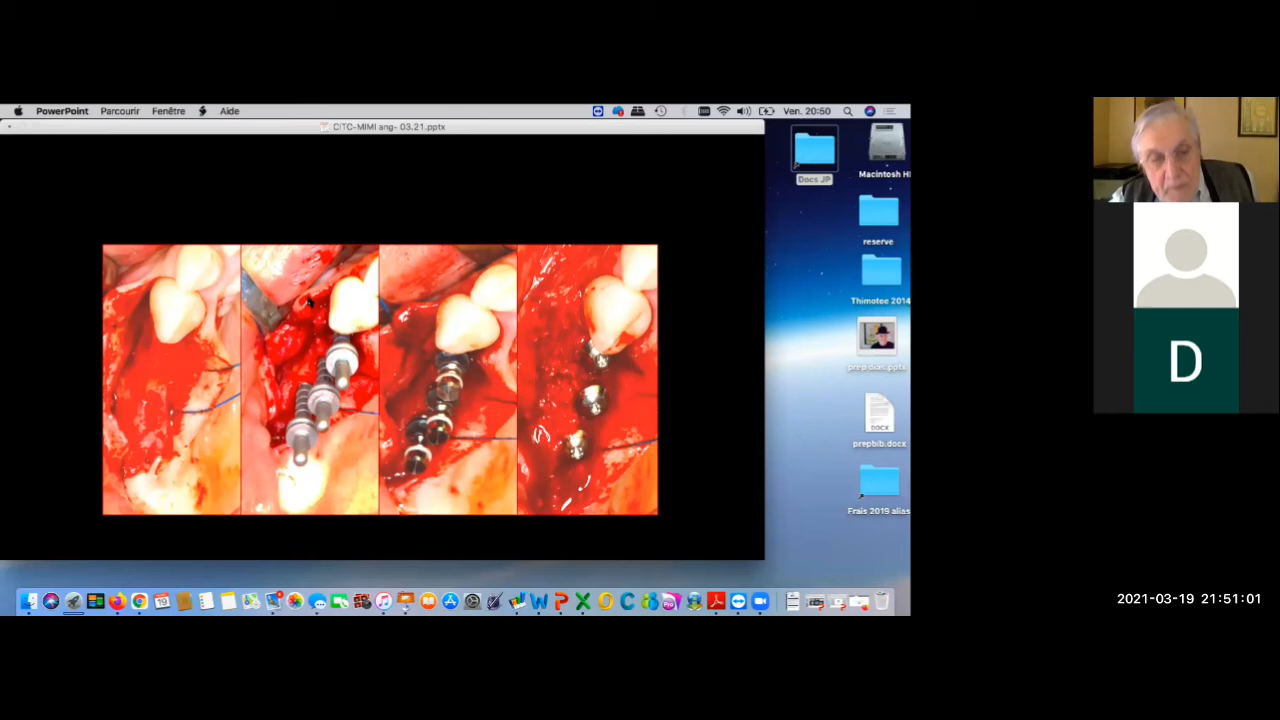 PowerPoint Parcourir Fenêtre Aide
Ven. 20:50
CITC-MIMI ang- 03.21.pptx
Docs JP
Macintosh H
reserve
Thimotee 2014
prepbib.docx
DOCX
Frais 2019 alias
D
2021-03-19 21:51:01